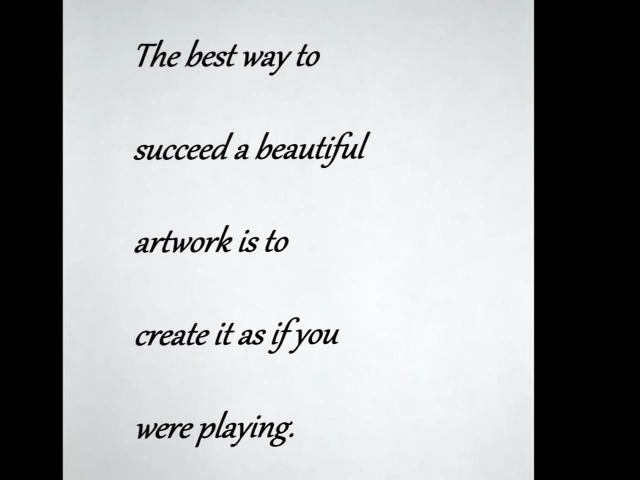 The best way to
succeed a beautiful
artwork is to
create it as if you
were playing.